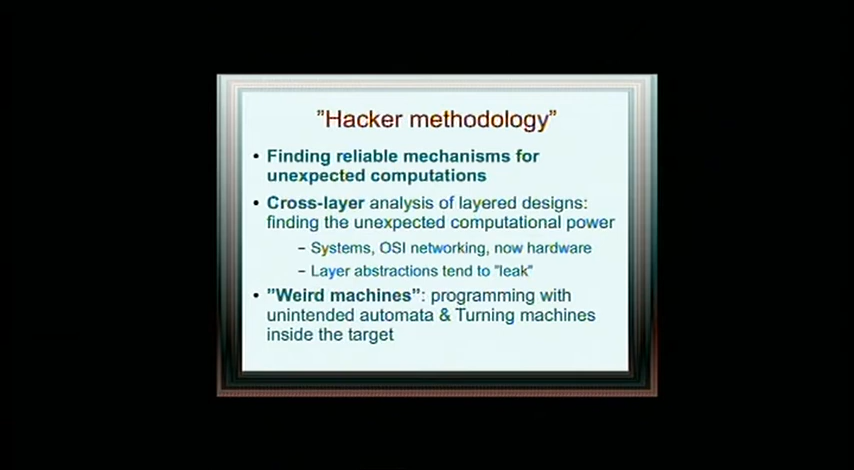 ”Hacker methodology”
• Finding reliable mechanisms for
unexpected computations
• Cross-layer analysis of layered designs:
finding the unexpected computational power
– Systems, OSI networking, now hardware
– Layer abstractions tend to ”leak”
• ”Weird machines”: programming with
unintended automata & Turning machines
inside the target